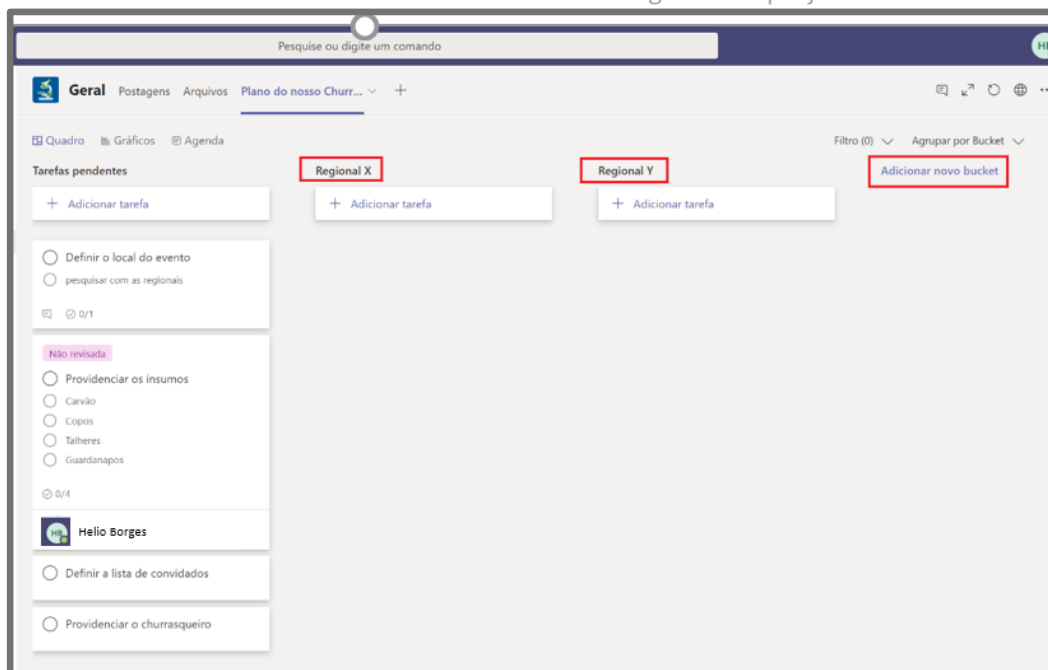 Pesquise ou digite um comando
HB
Geral Postagens Arquivos Plano do nosso Churr...
Quadro Gráficos Agenda
Filtro (0) Agrupar por Bucket
Tarefas pendentes
Regional X
Regional Y
Adicionar novo bucket
+ Adicionar tarefa
+ Adicionar tarefa
+ Adicionar tarefa
Definir o local do evento
pesquisar com as regionais
0/1
Não revisada
Providenciar os insumos
Carvão
Copos
Talheres
Guardanapos
0/4
HB Helio Borges
Definir a lista de convidados
Providenciar o churrasqueiro